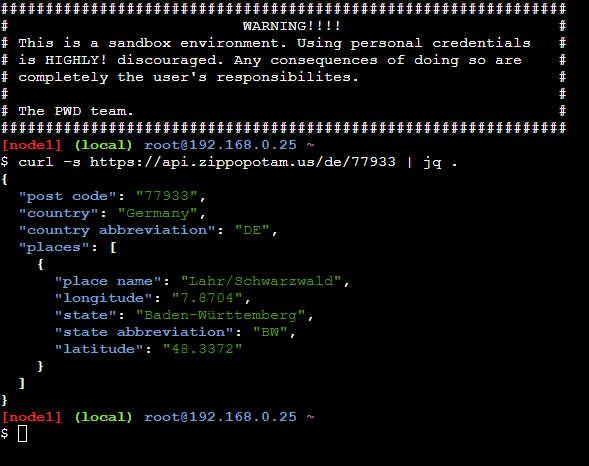 ###############################################################
#                          WARNING!!!!                        #
# This is a sandbox environment. Using personal credentials   #
# is HIGHLY! discouraged. Any consequences of doing so are    #
# completely the user's responsibilites.                      #
#                                                             #
# The PWD team.                                               #
###############################################################
[node1] (local) root@192.168.0.25 ~
$ curl -s https://api.zippopotam.us/de/77933 | jq .
{
  "post code": "77933",
  "country": "Germany",
  "country abbreviation": "DE",
  "places": [
    {
      "place name": "Lahr/Schwarzwald",
      "longitude": "7.8704",
      "state": "Baden-Württemberg",
      "state abbreviation": "BW",
      "latitude": "48.3372"
    }
  ]
}
[node1] (local) root@192.168.0.25 ~
$